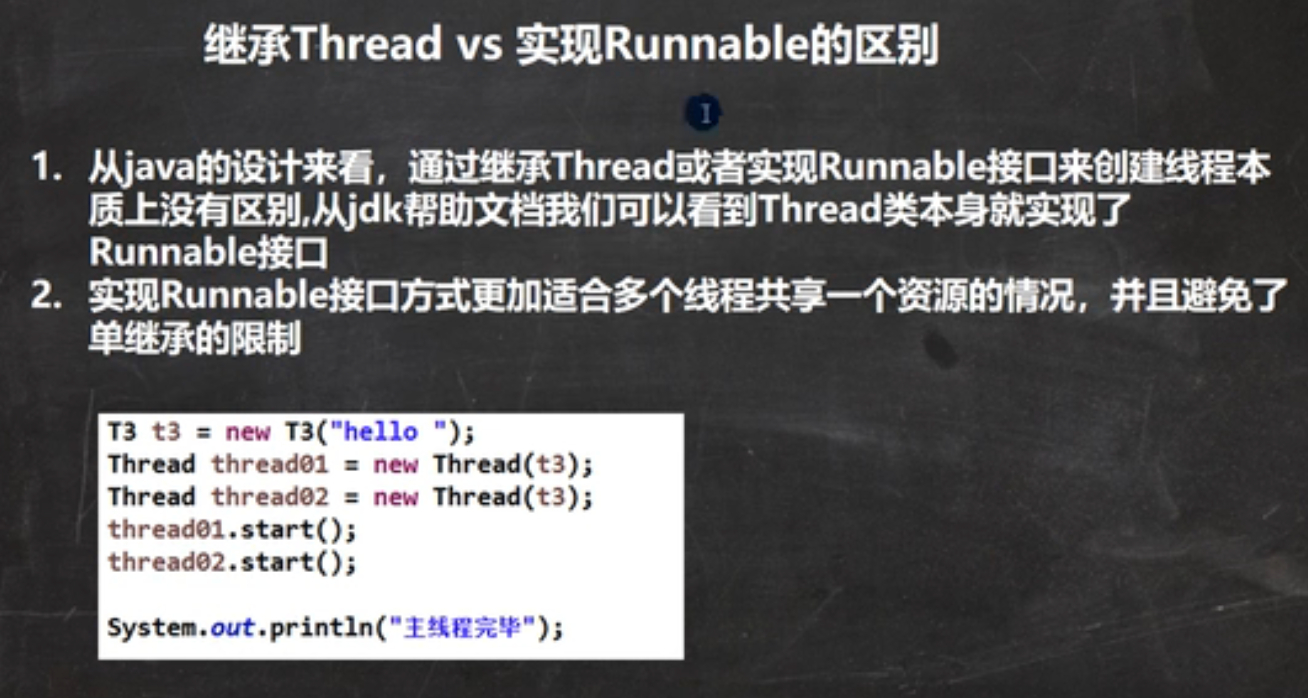 继承Thread vs 实现Runnable的区别
1. 从java的设计来看，通过继承Thread或者实现Runnable接口来创建线程本
质上没有区别,从jdk帮助文档我们可以看到Thread类本身就实现了
Runnable接口
2. 实现Runnable接口方式更加适合多个线程共享一个资源的情况，并且避免了
单继承的限制
T3 t3 = new T3("hello ");
Thread thread01 = new Thread(t3);
Thread thread02 = new Thread(t3);
thread01.start();
thread02.start();
System.out.println("主线程完毕");